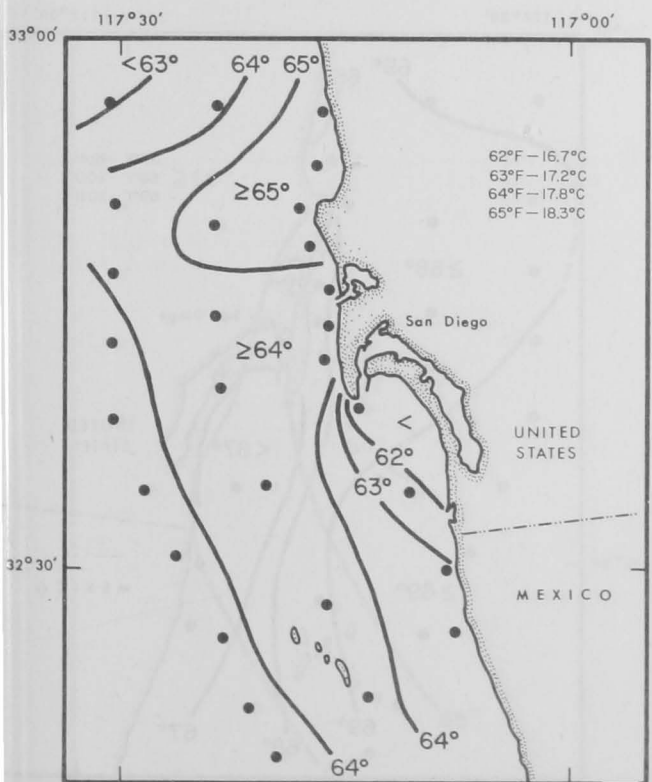 117°30′ 117°00′
33°00′
<63° 64° 65°
62°F—16.7°C
63°F—17.2°C
64°F—17.8°C
65°F—18.3°C
≥65°
San Diego
≥64°
<
UNITED
STATES
62°
63°
32°30′
MEXICO
64°
64°